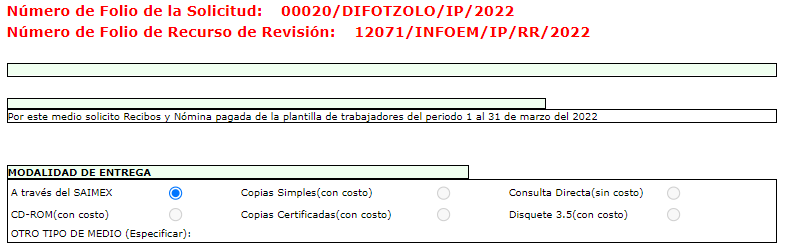 Número de Folio de la Solicitud: 00020/DIFOTZOLO/IP/2022
Número de Folio de Recurso de Revisión: 12071/INFOEM/IP/RR/2022
Por este medio solicito Recibos y Nómina pagada de la plantilla de trabajadores del periodo 1 al 31 de marzo del 2022
MODALIDAD DE ENTREGA
A través del SAIMEX Copias Simples(con costo) Consulta Directa(sin costo)
CD-ROM(con costo) Copias Certificadas(con costo) Disquete 3.5(con costo)
OTRO TIPO DE MEDIO (Especificar):